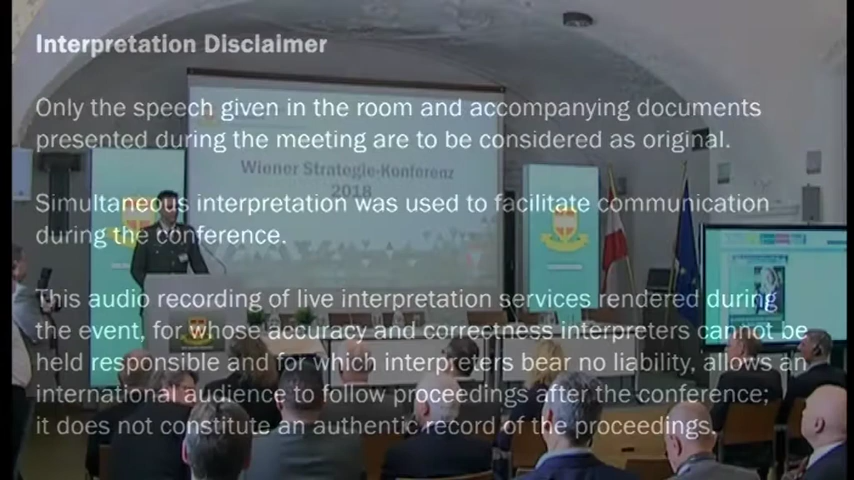 Interpretation Disclaimer
Only the speech given in the room and accompanying documents
presented during the meeting are to be considered as original.
Wiener Strategie-Konferenz
2018
Simultaneous interpretation was used to facilitate communication
during the conference.
This audio recording of live interpretation services rendered during
the event, for whose accuracy and correctness interpreters cannot be
held responsible and for which interpreters bear no liability, allows an
international audience to follow proceedings after the conference;
it does not constitute an authentic record of the proceedings.